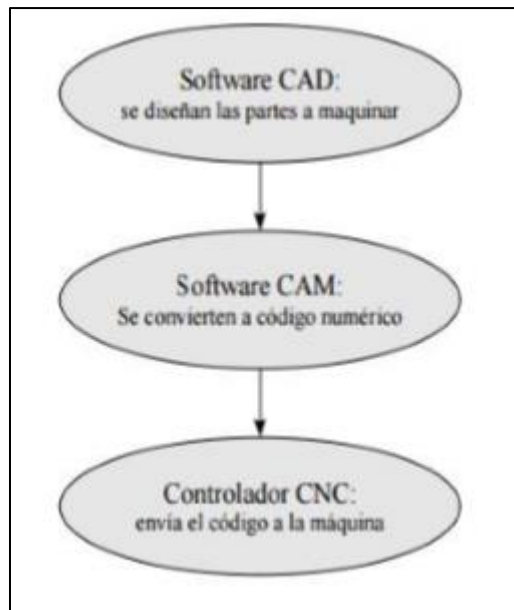 Software CAD:
se diseñan las partes a maquinar
Software CAM:
Se convierten a código numérico
Controlador CNC:
envía el código a la máquina